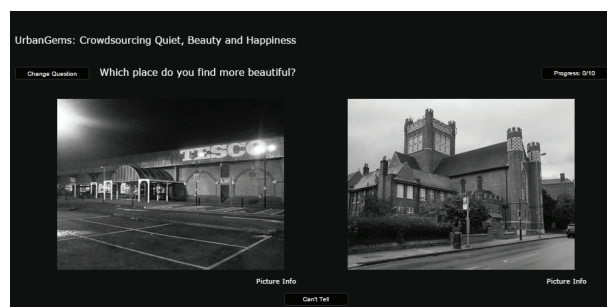 UrbanGems: Crowdsourcing Quiet, Beauty and Happiness
Change Question
Which place do you find more beautiful?
Progress: 0/10
TESCO
Picture Info
Picture Info
Can't Tell